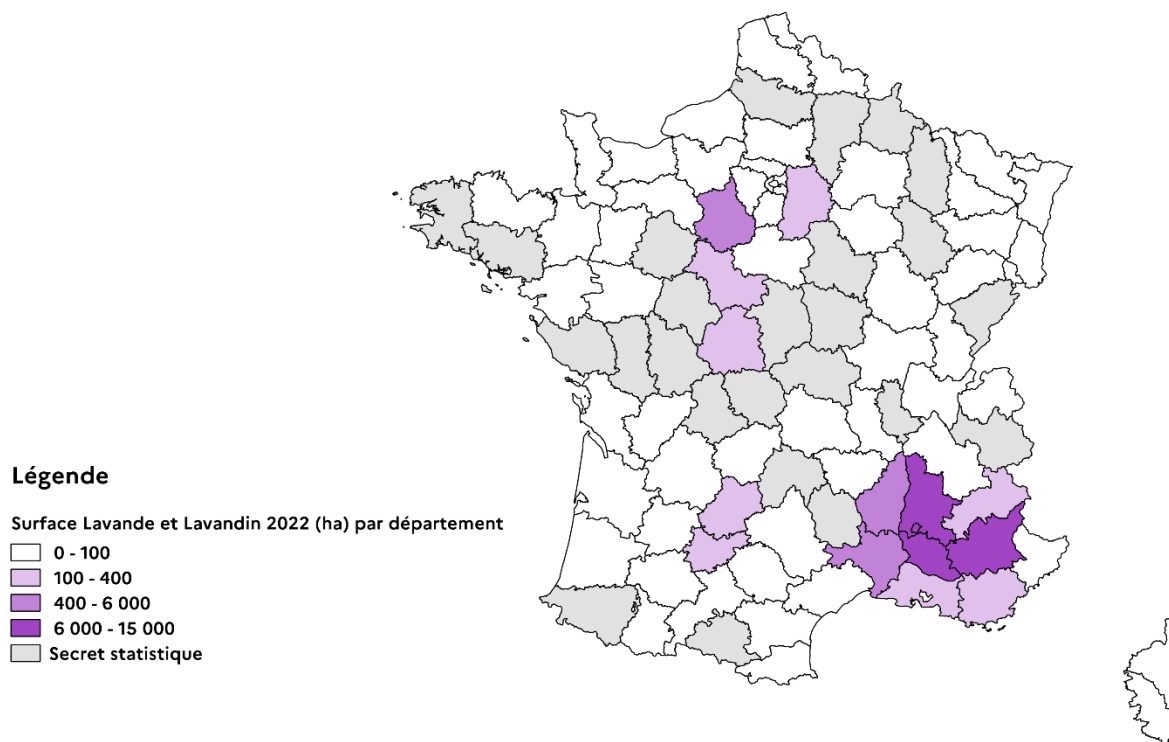 Légende
Surface Lavande et Lavandin 2022 (ha) par département
0 - 100
100 - 400
400 - 6 000
6 000 - 15 000
Secret statistique